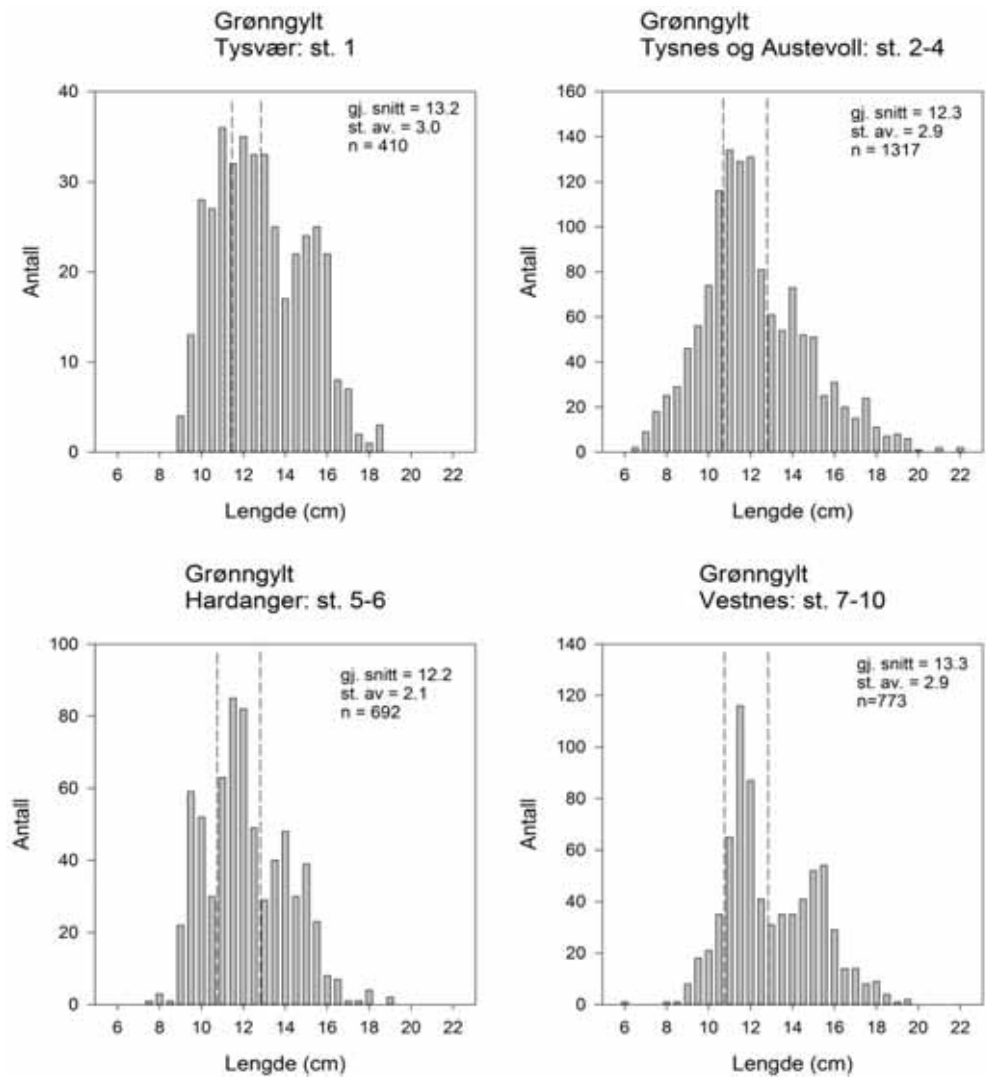 Grønngylt
Tysvær: st. 1
gj. snitt = 13.2
st. av. = 3.0
n = 410
40
30
20
10
0
Antall
6 8 10 12 14 16 18 20 22
Lengde (cm)
Grønngylt
Tysnes og Austevoll: st. 2-4
gj. snitt = 12.3
st. av. = 2.9
n = 1317
160
140
120
100
80
60
40
20
0
Antall
6 8 10 12 14 16 18 20 22
Lengde (cm)
Grønngylt
Hardanger: st. 5-6
gj. snitt = 12.2
st. av = 2.1
n = 692
100
80
60
40
20
0
Antall
6 8 10 12 14 16 18 20 22
Lengde (cm)
Grønngylt
Vestnes: st. 7-10
gj. snitt = 13.3
st. av. = 2.9
n=773
140
120
100
80
60
40
20
0
Antall
6 8 10 12 14 16 18 20 22
Lengde (cm)